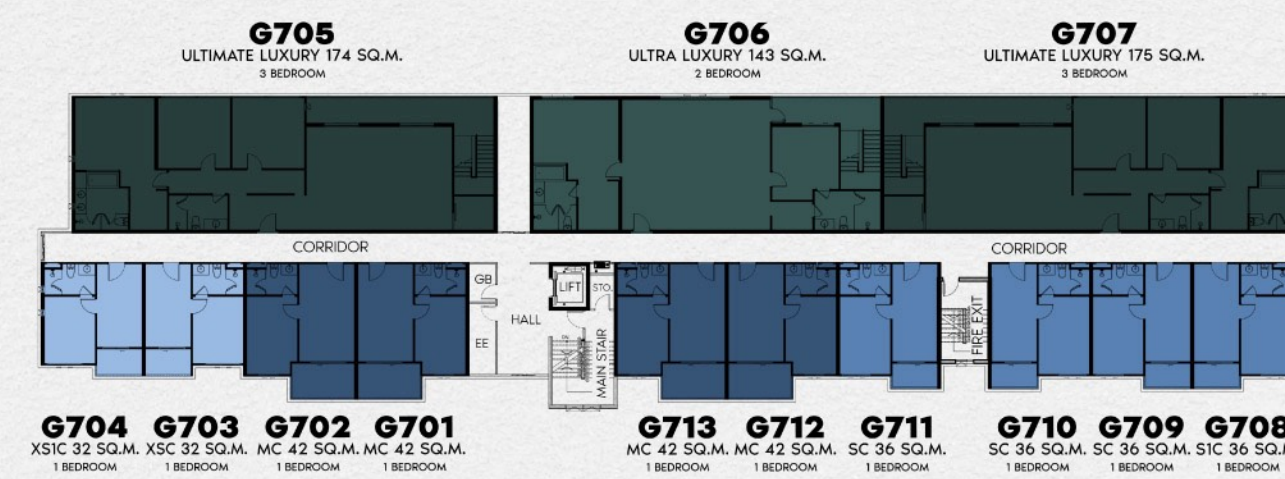 G705
ULTIMATE LUXURY 174 SQ.M.
3 BEDROOM
G706
ULTRA LUXURY 143 SQ.M.
2 BEDROOM
G707
ULTIMATE LUXURY 175 SQ.M.
3 BEDROOM
CORRIDOR
CORRIDOR
GB
LIFT
STO.
HALL
EE
MAIN STAIR
FIRE EXIT
G704
XS1C 32 SQ.M.
1 BEDROOM
G703
XSC 32 SQ.M.
1 BEDROOM
G702
MC 42 SQ.M.
1 BEDROOM
G701
MC 42 SQ.M.
1 BEDROOM
G713
MC 42 SQ.M.
1 BEDROOM
G712
MC 42 SQ.M.
1 BEDROOM
G711
SC 36 SQ.M.
1 BEDROOM
G710
SC 36 SQ.M.
1 BEDROOM
G709
SC 36 SQ.M.
1 BEDROOM
G708
S1C 36 SQ.M
1 BEDROOM